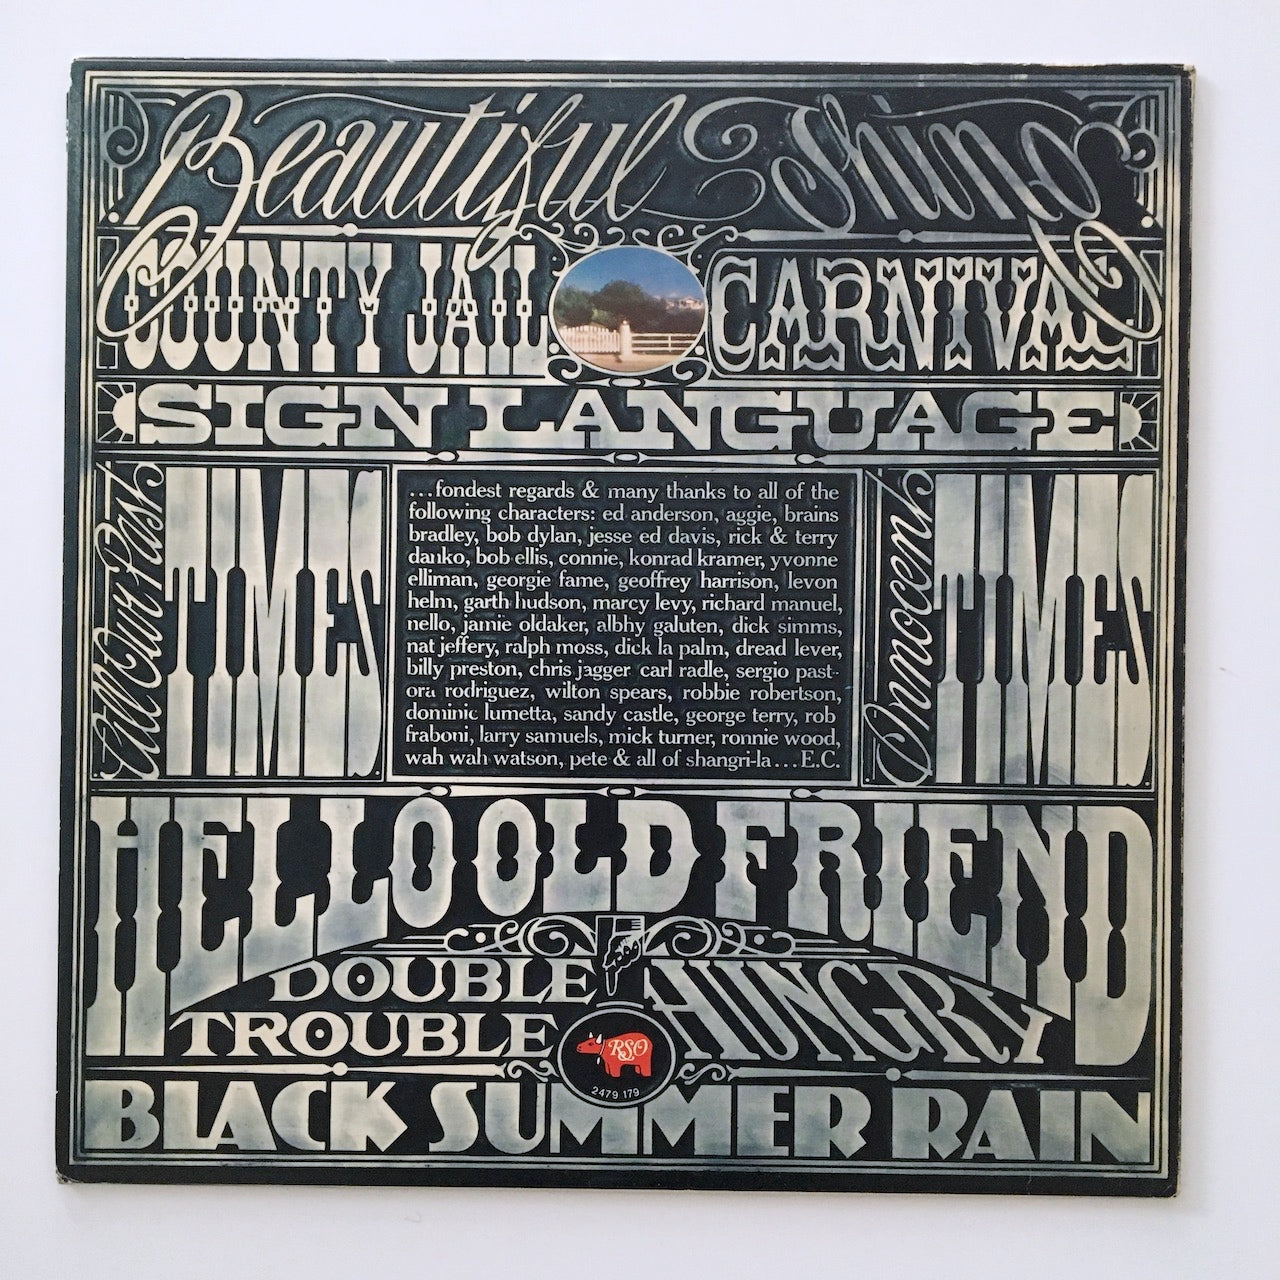 Beautiful Thing
COUNTY JAIL
CARNIVAL
SIGN LANGUAGE
All Our Past
TIMES
...fondest regards & many thanks to all of the
following characters: ed anderson, aggie, brains
bradley, bob dylan, jesse ed davis, rick & terry
danko, bob ellis, connie, konrad kramer, yvonne
elliman, georgie fame, geoffrey harrison, levon
helm, garth hudson, marcy levy, richard manuel,
nello, jamie oldaker, albhy galuten, dick simms,
nat jeffery, ralph moss, dick la palm, dread lever,
billy preston, chris jagger carl radle, sergio past-
ora rodriguez, wilton spears, robbie robertson,
dominic lumetta, sandy castle, george terry, rob
fraboni, larry samuels, mick turner, ronnie wood,
wah wah watson, pete & all of shangri-la...E.C.
Innocent
TIMES
HELLO OLD FRIEND
DOUBLE
TROUBLE
HUNGRY
RSO
2479 179
BLACK SUMMER RAIN